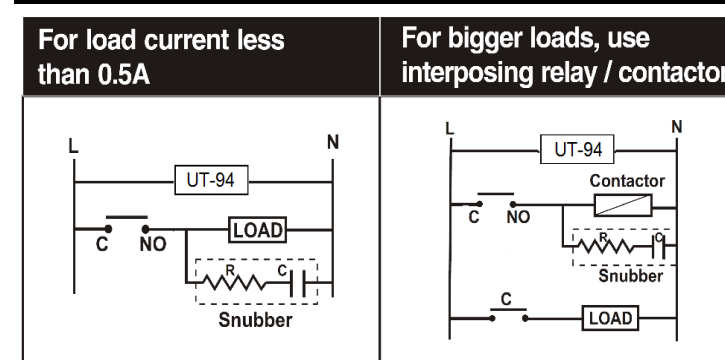 For load current less
than 0.5A
For bigger loads, use
interposing relay / contactor
L
N
UT-94
C
NO
LOAD
R
C
Snubber
L
N
UT-94
Contactor
C
NO
R
C
Snubber
C
LOAD